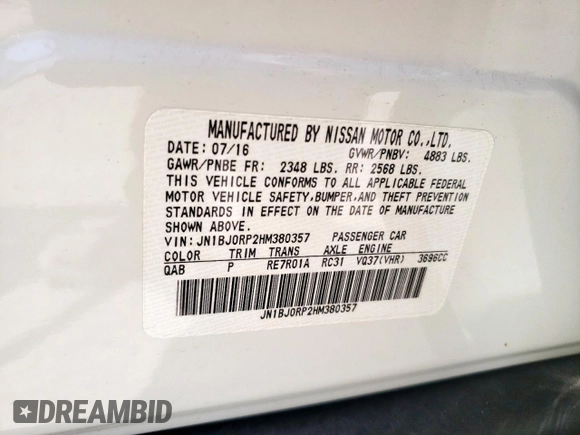 MANUFACTURED BY NISSAN MOTOR CO.,LTD.
DATE: 07/16 GVWR/PNBV: 4883 LBS.
GAWR/PNBE FR: 2348 LBS. RR: 2568 LBS.
THIS VEHICLE CONFORMS TO ALL APPLICABLE FEDERAL
MOTOR VEHICLE SAFETY,BUMPER,AND THEFT PREVENTION
STANDARDS IN EFFECT ON THE DATE OF MANUFACTURE
SHOWN ABOVE.
VIN:JN1BJ0RP2HM380357 PASSENGER CAR
COLOR TRIM TRANS AXLE ENGINE
QAB P RE7R01A RC31 VQ37(VHR) 3696CC
JN1BJ0RP2HM380357
DREAMBID